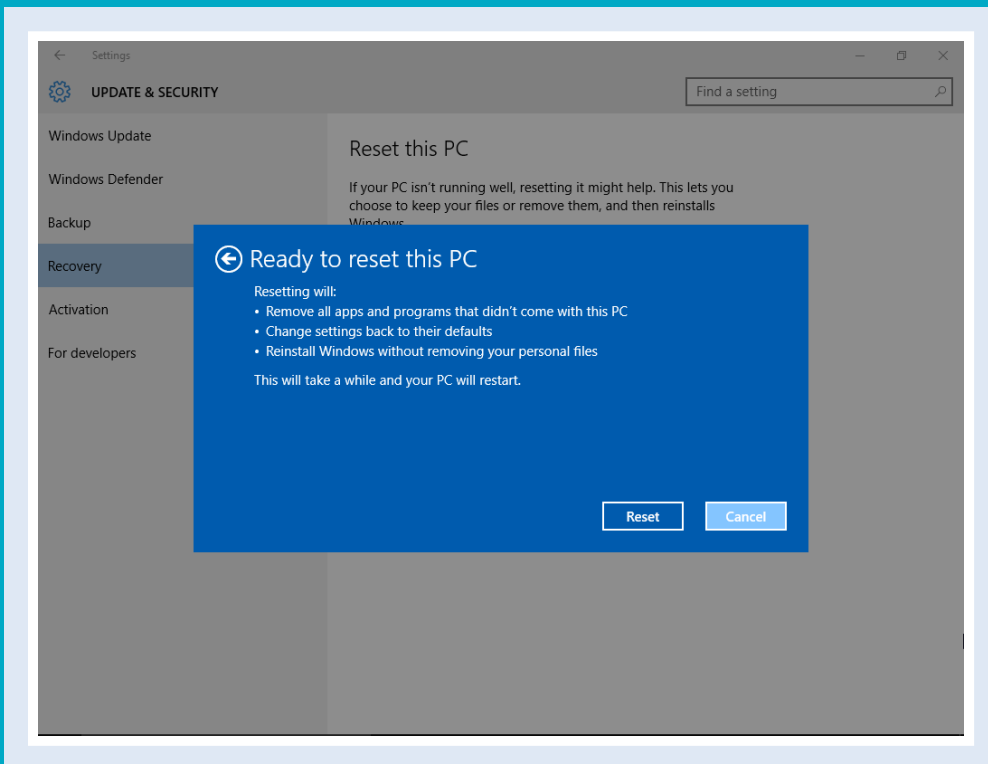 Settings
UPDATE & SECURITY
Find a setting
Windows Update
Windows Defender
Backup
Recovery
Activation
For developers
Reset this PC
If your PC isn't running well, resetting it might help. This lets you
choose to keep your files or remove them, and then reinstalls
Windows.
Ready to reset this PC
Resetting will:
• Remove all apps and programs that didn't come with this PC
• Change settings back to their defaults
• Reinstall Windows without removing your personal files
This will take a while and your PC will restart.
Reset
Cancel